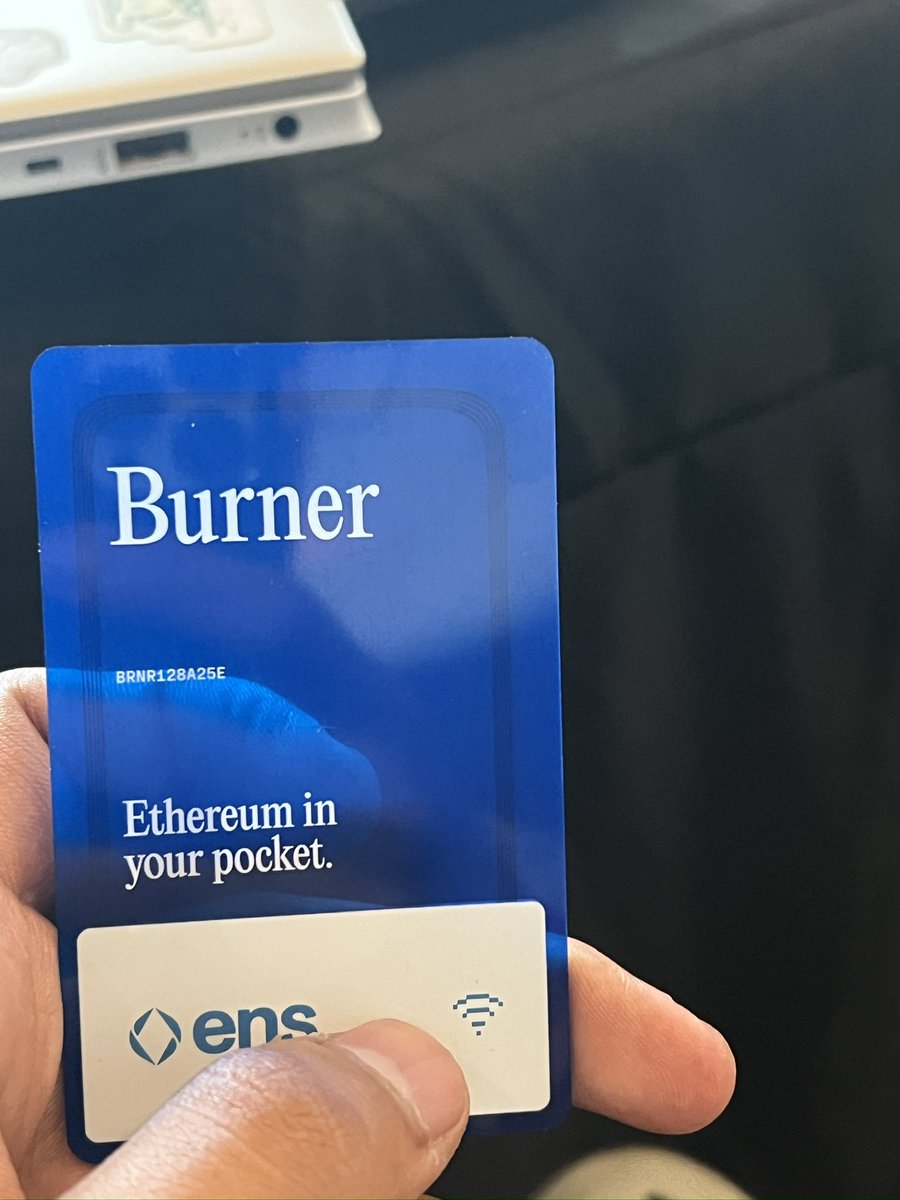 Burner
BRNR128A25E
Ethereum in
your pocket.
ens